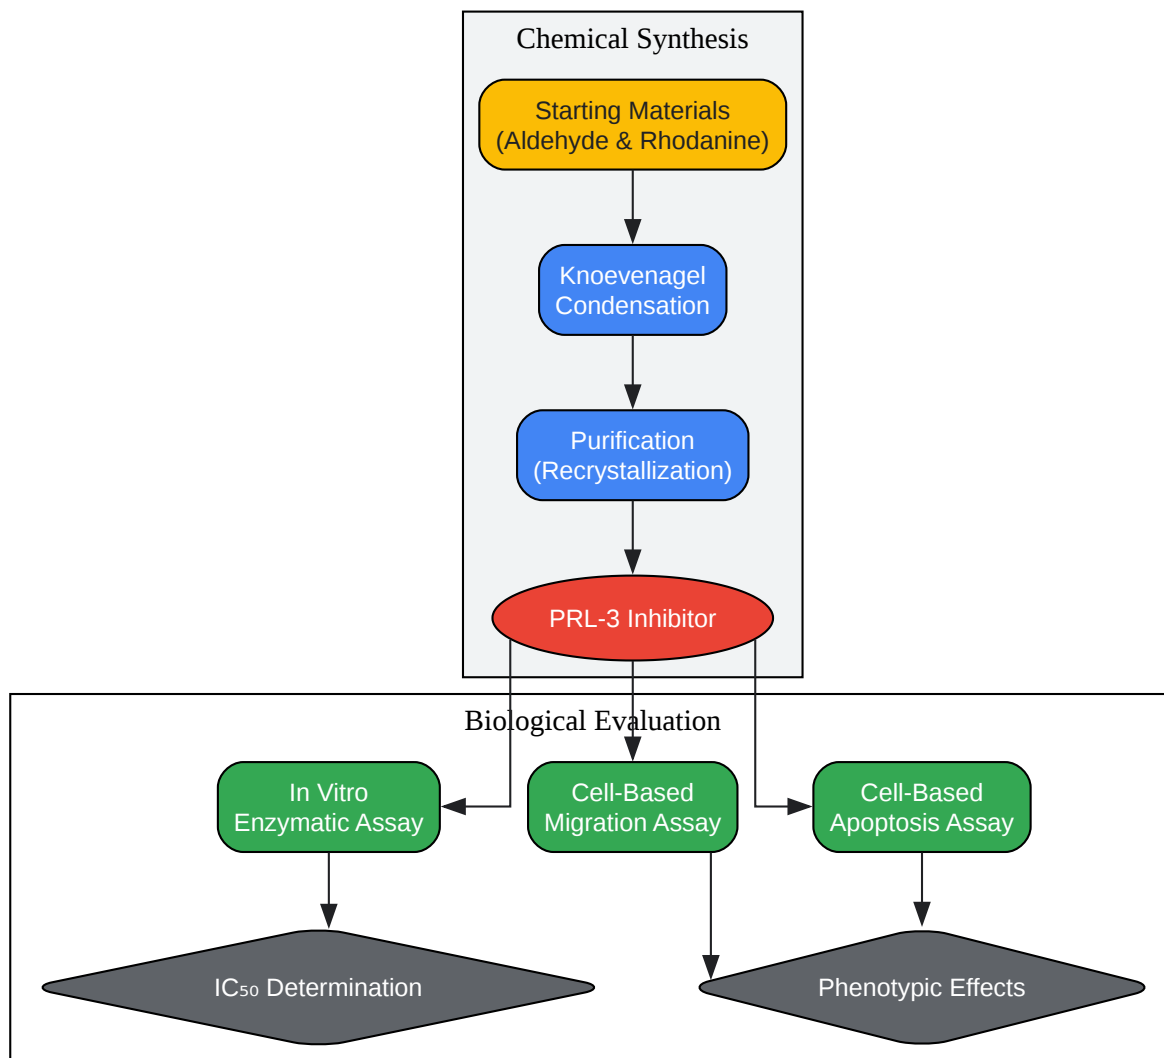 Chemical Synthesis
Starting Materials
(Aldehyde & Rhodanine)
Knoevenagel
Condensation
Purification
(Recrystallization)
PRL-3 Inhibitor
Biological Evaluation
In Vitro
Enzymatic Assay
Cell-Based
Migration Assay
Cell-Based
Apoptosis Assay
IC₅₀ Determination
Phenotypic Effects